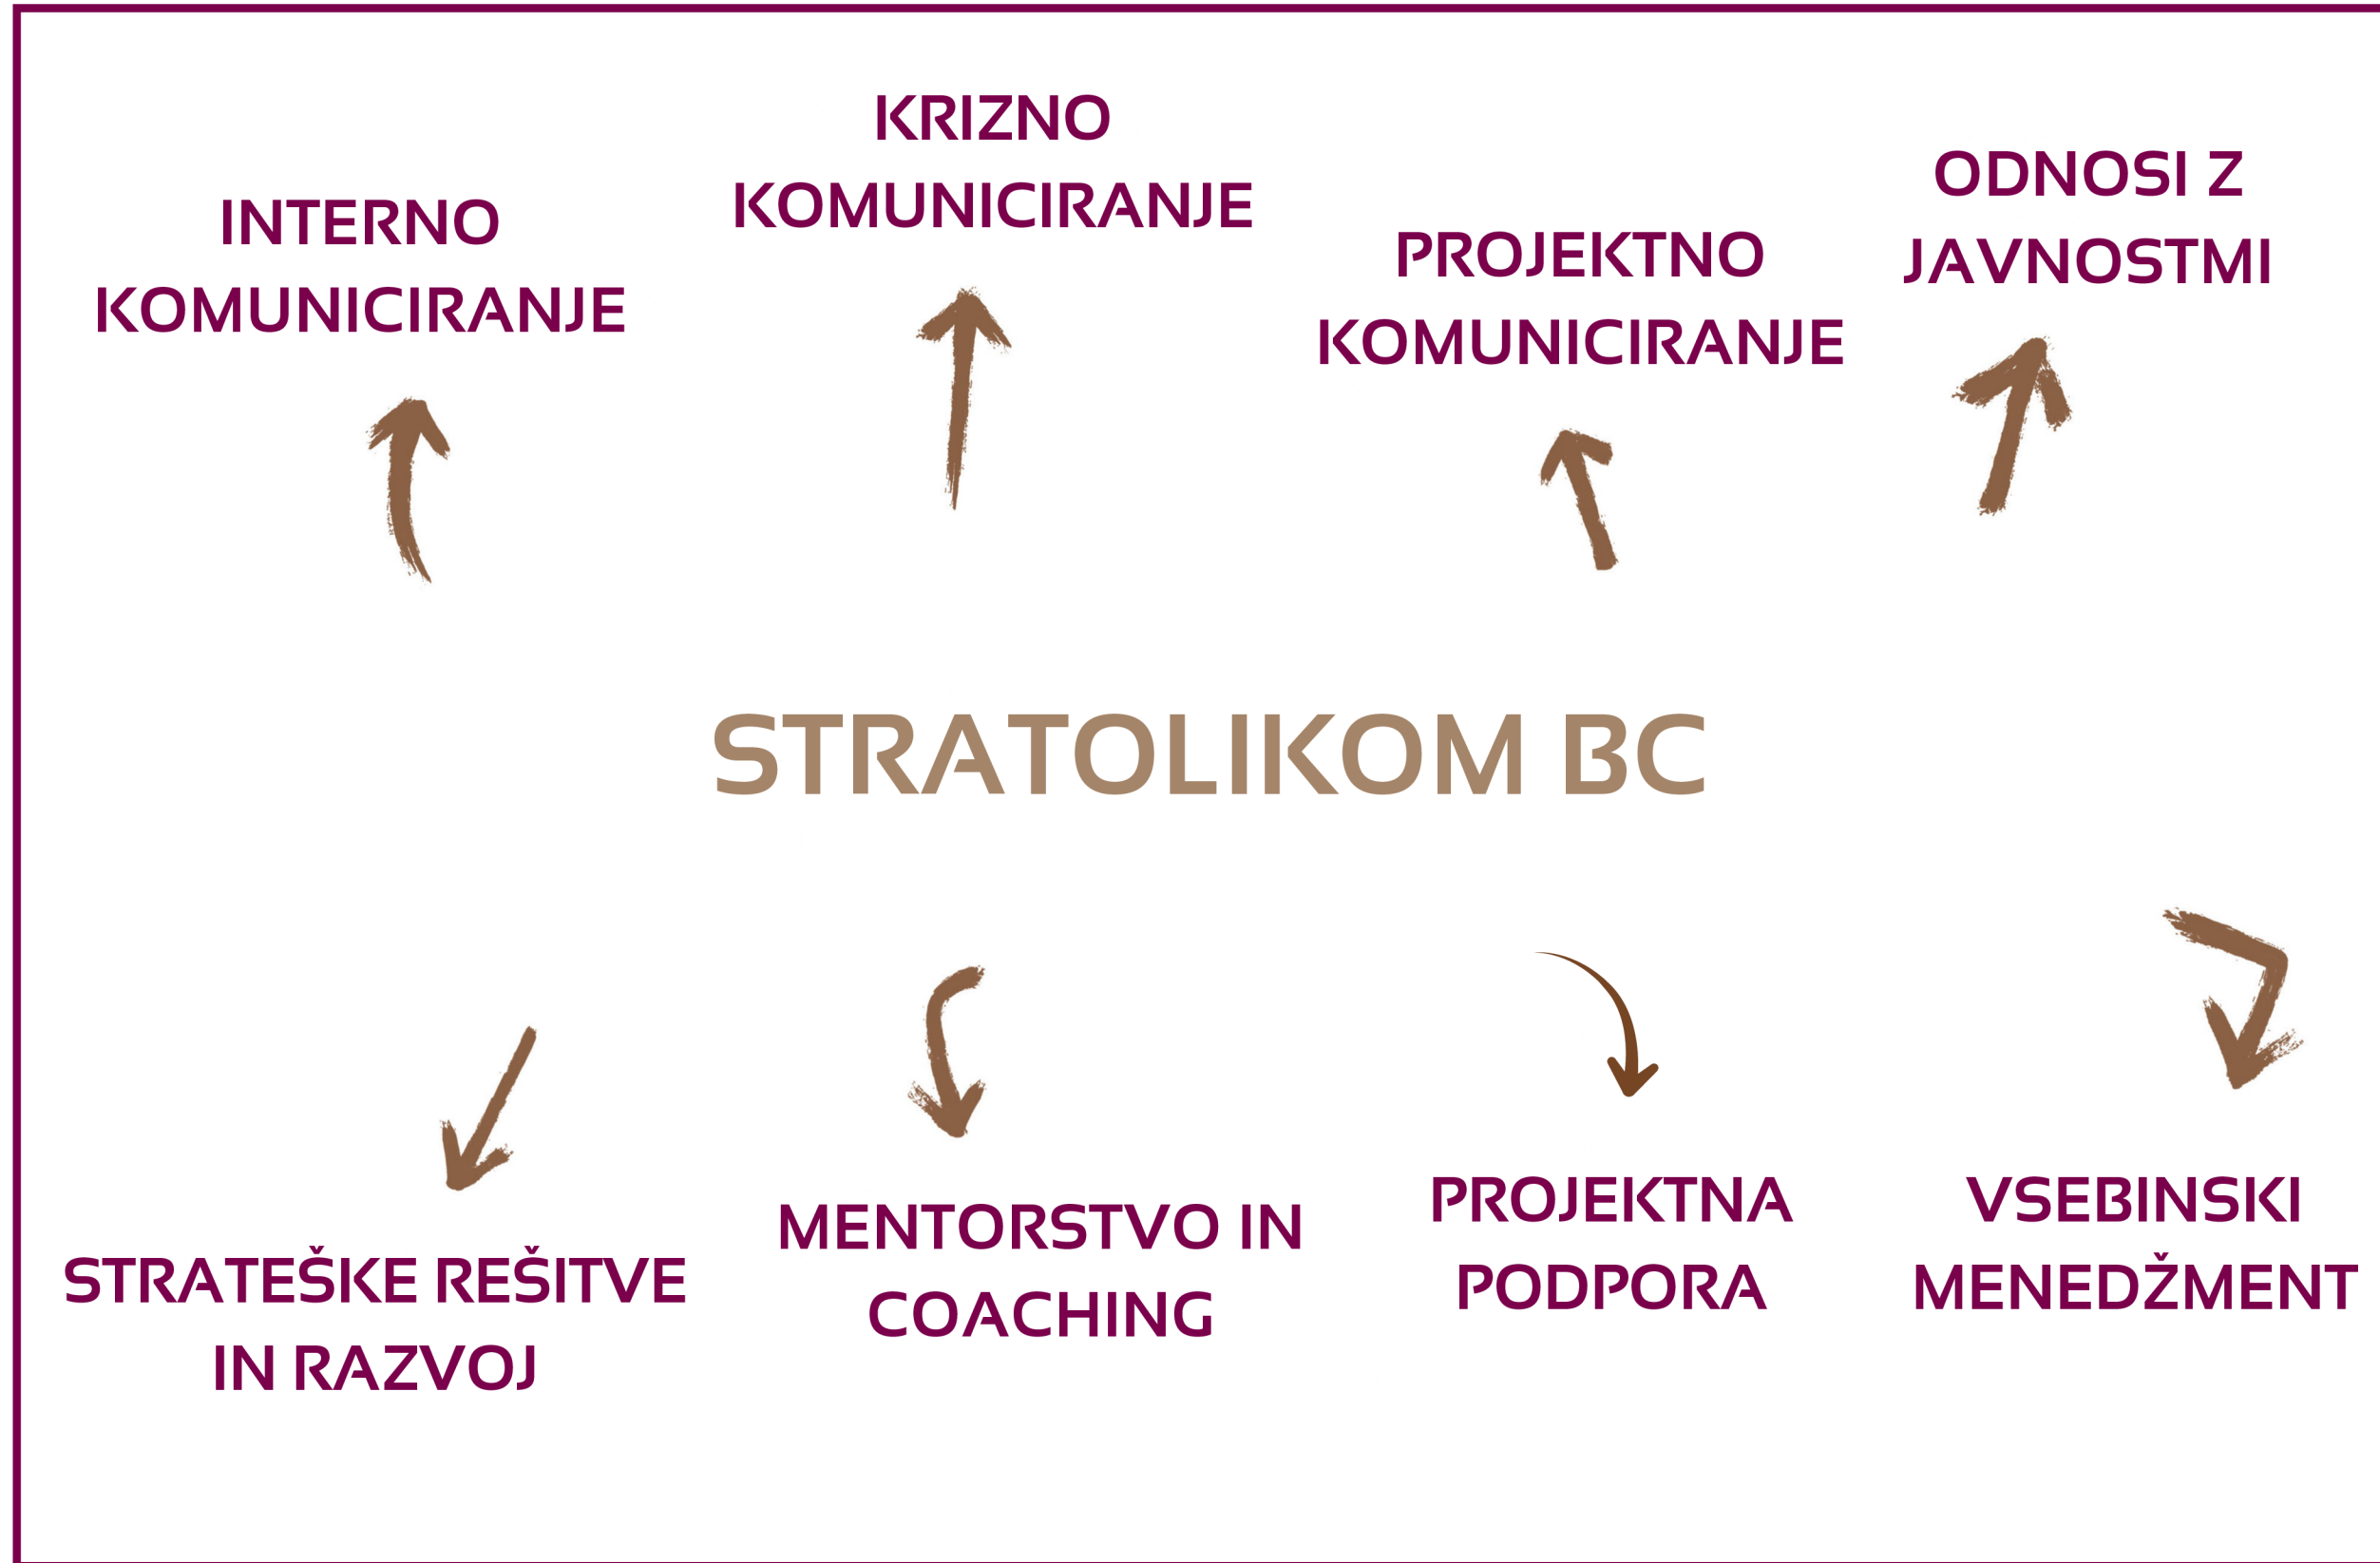 INTERNO
KOMUNICIRANJE
KRIZNO
KOMUNICIRANJE
PROJEKTNO
KOMUNICIRANJE
ODNOSI Z
JAVNOSTMI
STRATOLIKOM BC
STRATEŠKE REŠITVE
IN RAZVOJ
MENTORSTVO IN
COACHING
PROJEKTNA
PODPORA
VSEBINSKI
MENEDŽMENT